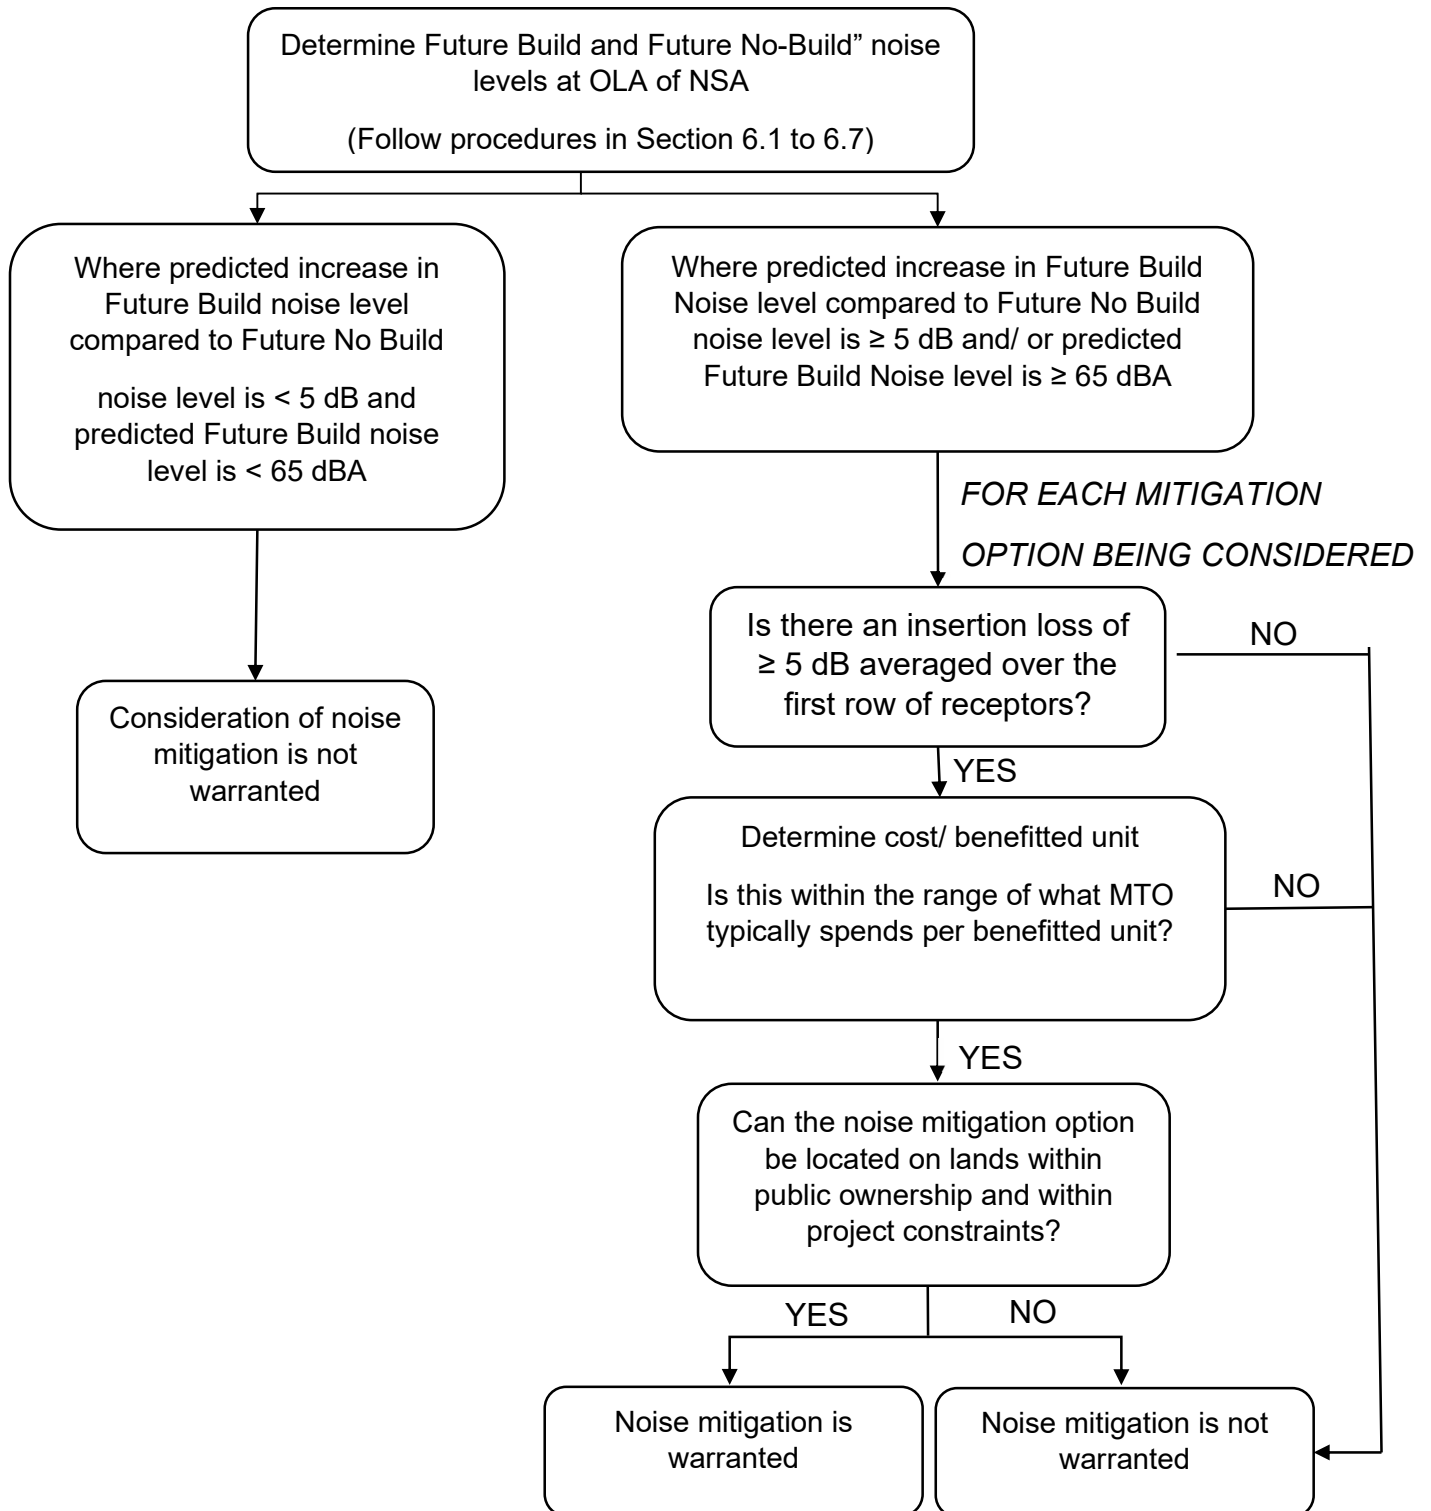 Determine Future Build and Future No-Build” noise
levels at OLA of NSA
(Follow procedures in Section 6.1 to 6.7)
Where predicted increase in
Future Build noise level
compared to Future No Build
noise level is < 5 dB and
predicted Future Build noise
level is < 65 dBA
Where predicted increase in Future Build
Noise level compared to Future No Build
noise level is ≥ 5 dB and/ or predicted
Future Build Noise level is ≥ 65 dBA
FOR EACH MITIGATION
OPTION BEING CONSIDERED
Consideration of noise
mitigation is not
warranted
Is there an insertion loss of
≥ 5 dB averaged over the
first row of receptors?
NO
YES
Determine cost/ benefitted unit
Is this within the range of what MTO
typically spends per benefitted unit?
NO
YES
Can the noise mitigation option
be located on lands within
public ownership and within
project constraints?
YES
NO
Noise mitigation is
warranted
Noise mitigation is not
warranted